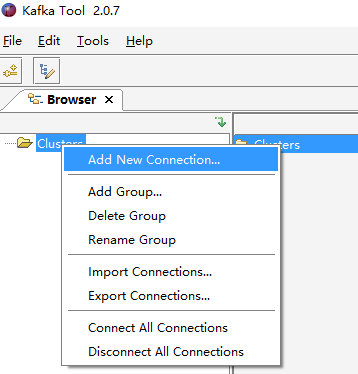 Kafka Tool 2.0.7
File Edit Tools Help
Browser
Clusters
Clusters
Add New Connection...
Add Group...
Delete Group
Rename Group
Import Connections...
Export Connections...
Connect All Connections
Disconnect All Connections